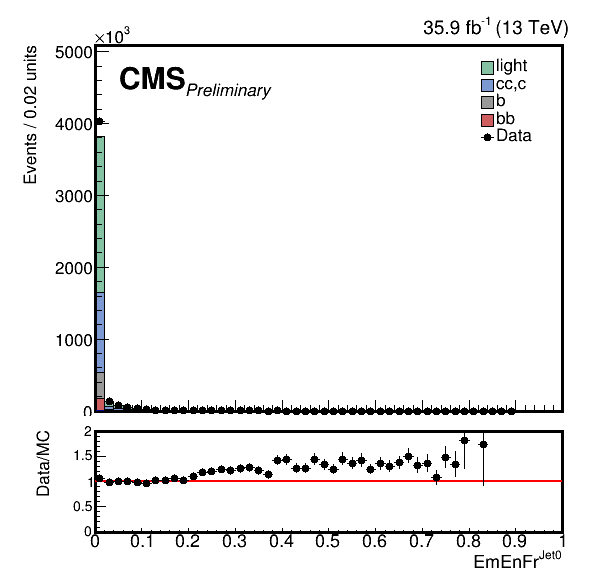 35.9 fb⁻¹ (13 TeV)
×10³
CMS Preliminary
light
cc,c
b
bb
Data
Events / 0.02 units
5000
4000
3000
2000
1000
0
Data/MC
2
1.5
1
0.5
0
0 0.1 0.2 0.3 0.4 0.5 0.6 0.7 0.8 0.9 1
EmEnFr^Jet0